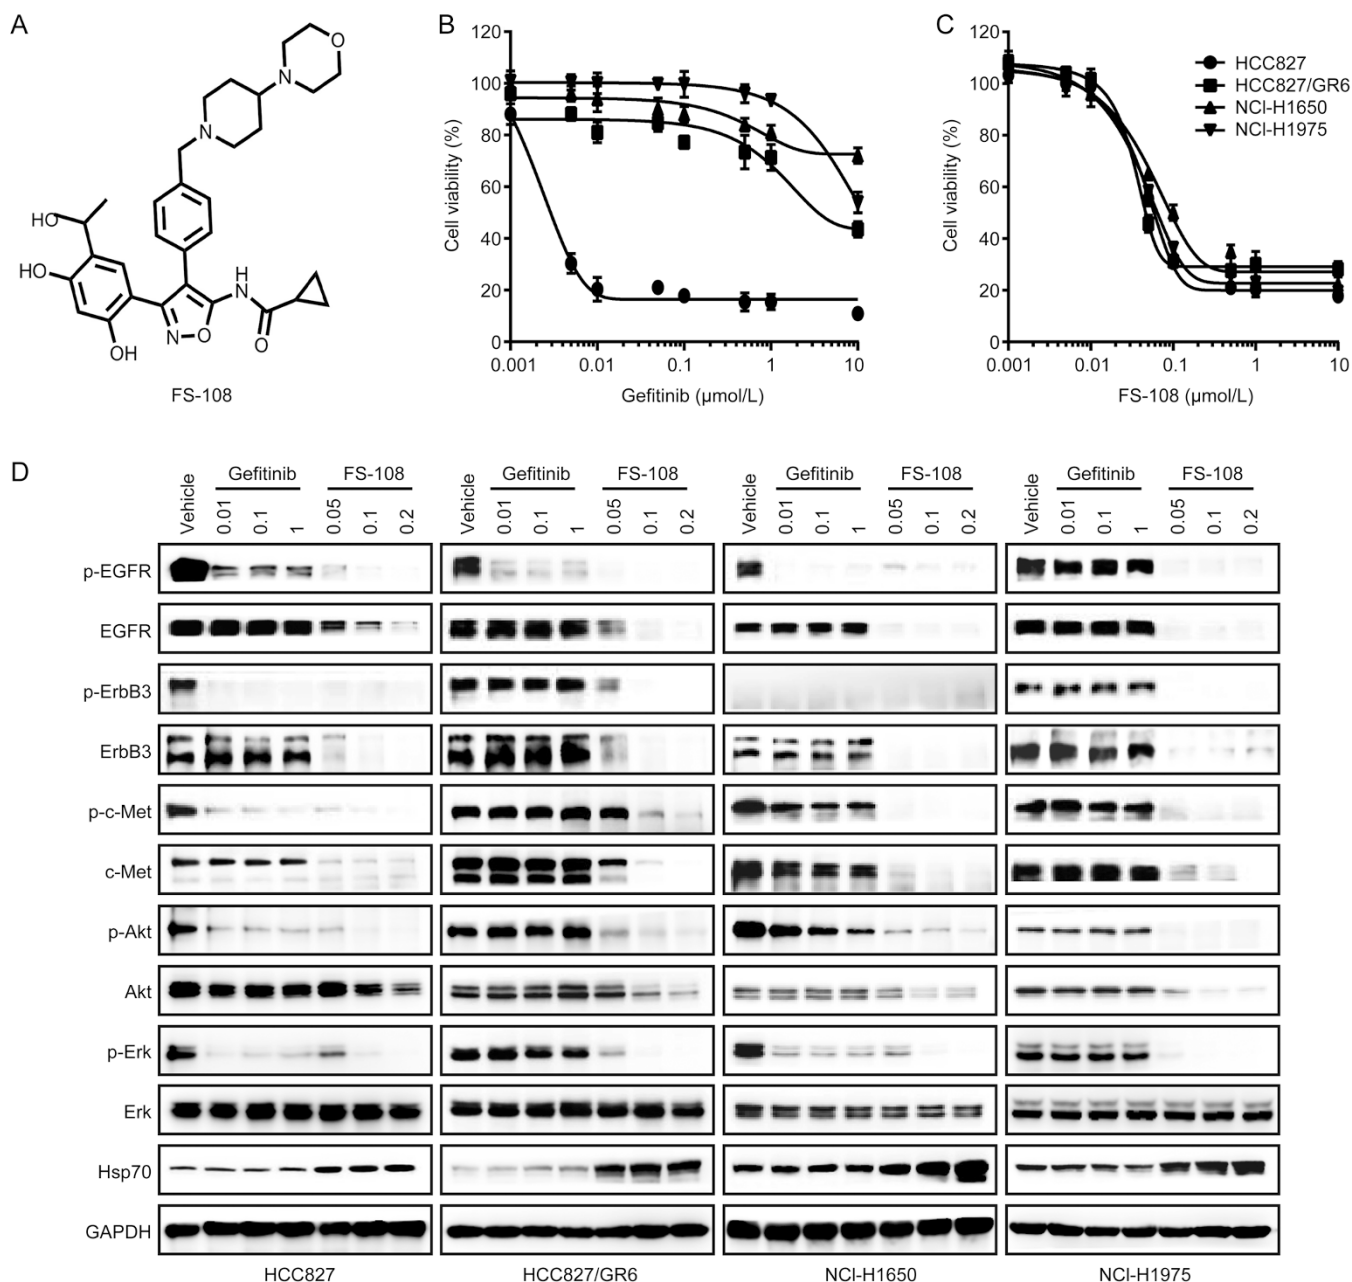 A
O
N
N
HO
HO
OH
N
O
H
N
O
FS-108
B
120
100
80
60
40
20
0
Cell viability (%)
0.001 0.01 0.1 1 10
Gefitinib (µmol/L)
C
120
100
80
60
40
20
0
Cell viability (%)
HCC827
HCC827/GR6
NCI-H1650
NCI-H1975
0.001 0.01 0.1 1 10
FS-108 (µmol/L)
D
Gefitinib FS-108 Gefitinib FS-108 Gefitinib FS-108 Gefitinib FS-108
Vehicle 0.01 0.1 1 0.05 0.1 0.2 Vehicle 0.01 0.1 1 0.05 0.1 0.2 Vehicle 0.01 0.1 1 0.05 0.1 0.2 Vehicle 0.01 0.1 1 0.05 0.1 0.2
p-EGFR
EGFR
p-ErbB3
ErbB3
p-c-Met
c-Met
p-Akt
Akt
p-Erk
Erk
Hsp70
GAPDH
HCC827 HCC827/GR6 NCI-H1650 NCI-H1975